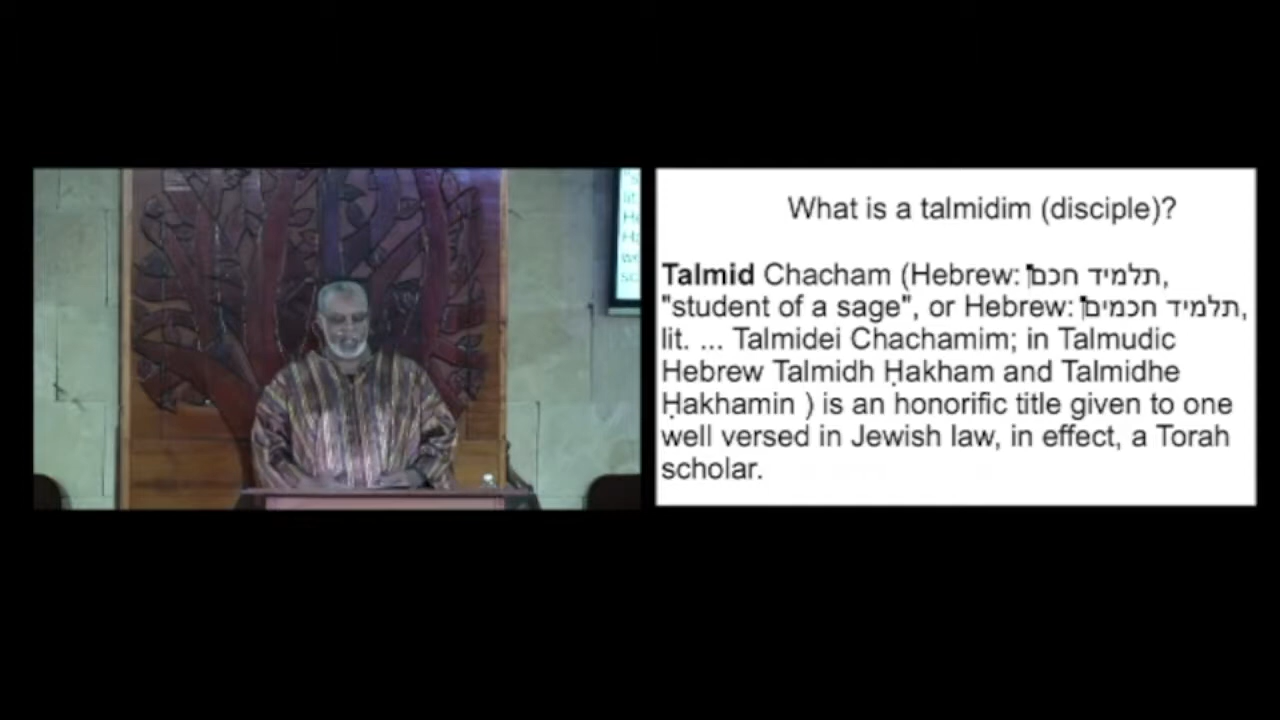 What is a talmidim (disciple)?
Talmid Chacham (Hebrew: תלמיד חכם,
"student of a sage", or Hebrew: תלמיד חכמים,
lit. ... Talmidei Chachamim; in Talmudic
Hebrew Talmidh Ḥakham and Talmidhe
Ḥakhamin ) is an honorific title given to one
well versed in Jewish law, in effect, a Torah
scholar.